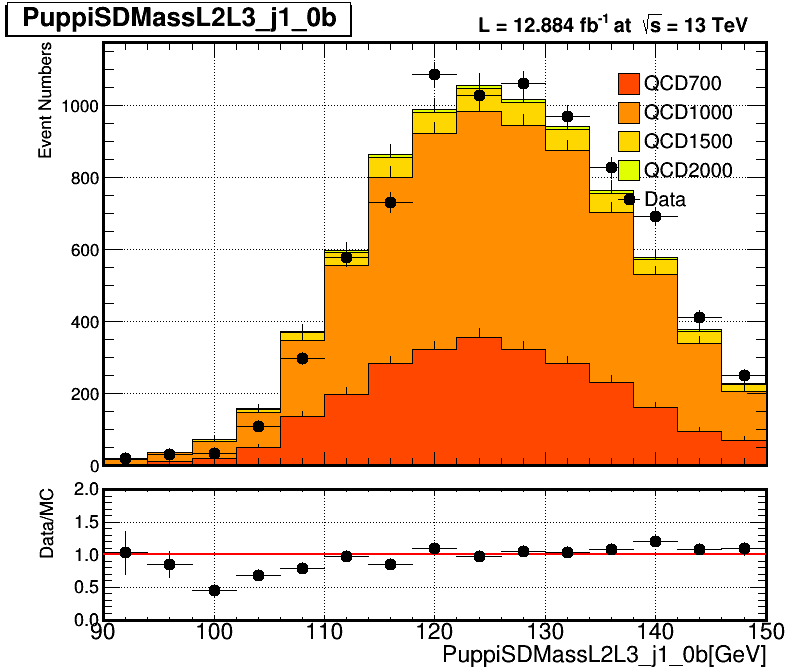 PuppiSDMassL2L3_j1_0b
L = 12.884 fb⁻¹ at √s = 13 TeV
Event Numbers
1000
800
600
400
200
0
QCD700
QCD1000
QCD1500
QCD2000
Data
Data/MC
2.0
1.5
1.0
0.5
0.0
90 100 110 120 130 140 150
PuppiSDMassL2L3_j1_0b[GeV]